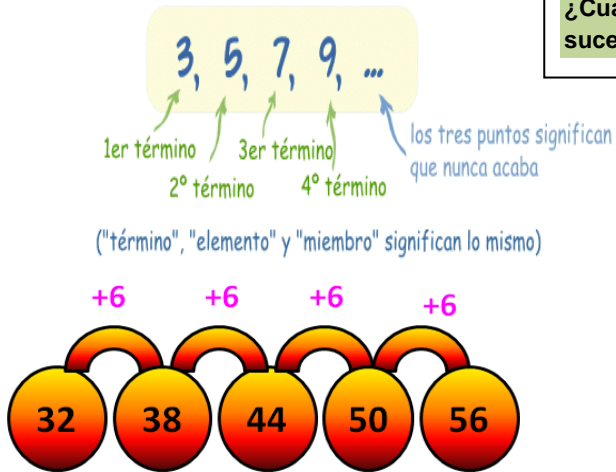 ¿Cuá
suce
3, 5, 7, 9, ...
1er término
3er término
2º término
4º término
los tres puntos significan
que nunca acaba
("término", "elemento" y "miembro" significan lo mismo)
+6 +6 +6 +6
32 38 44 50 56